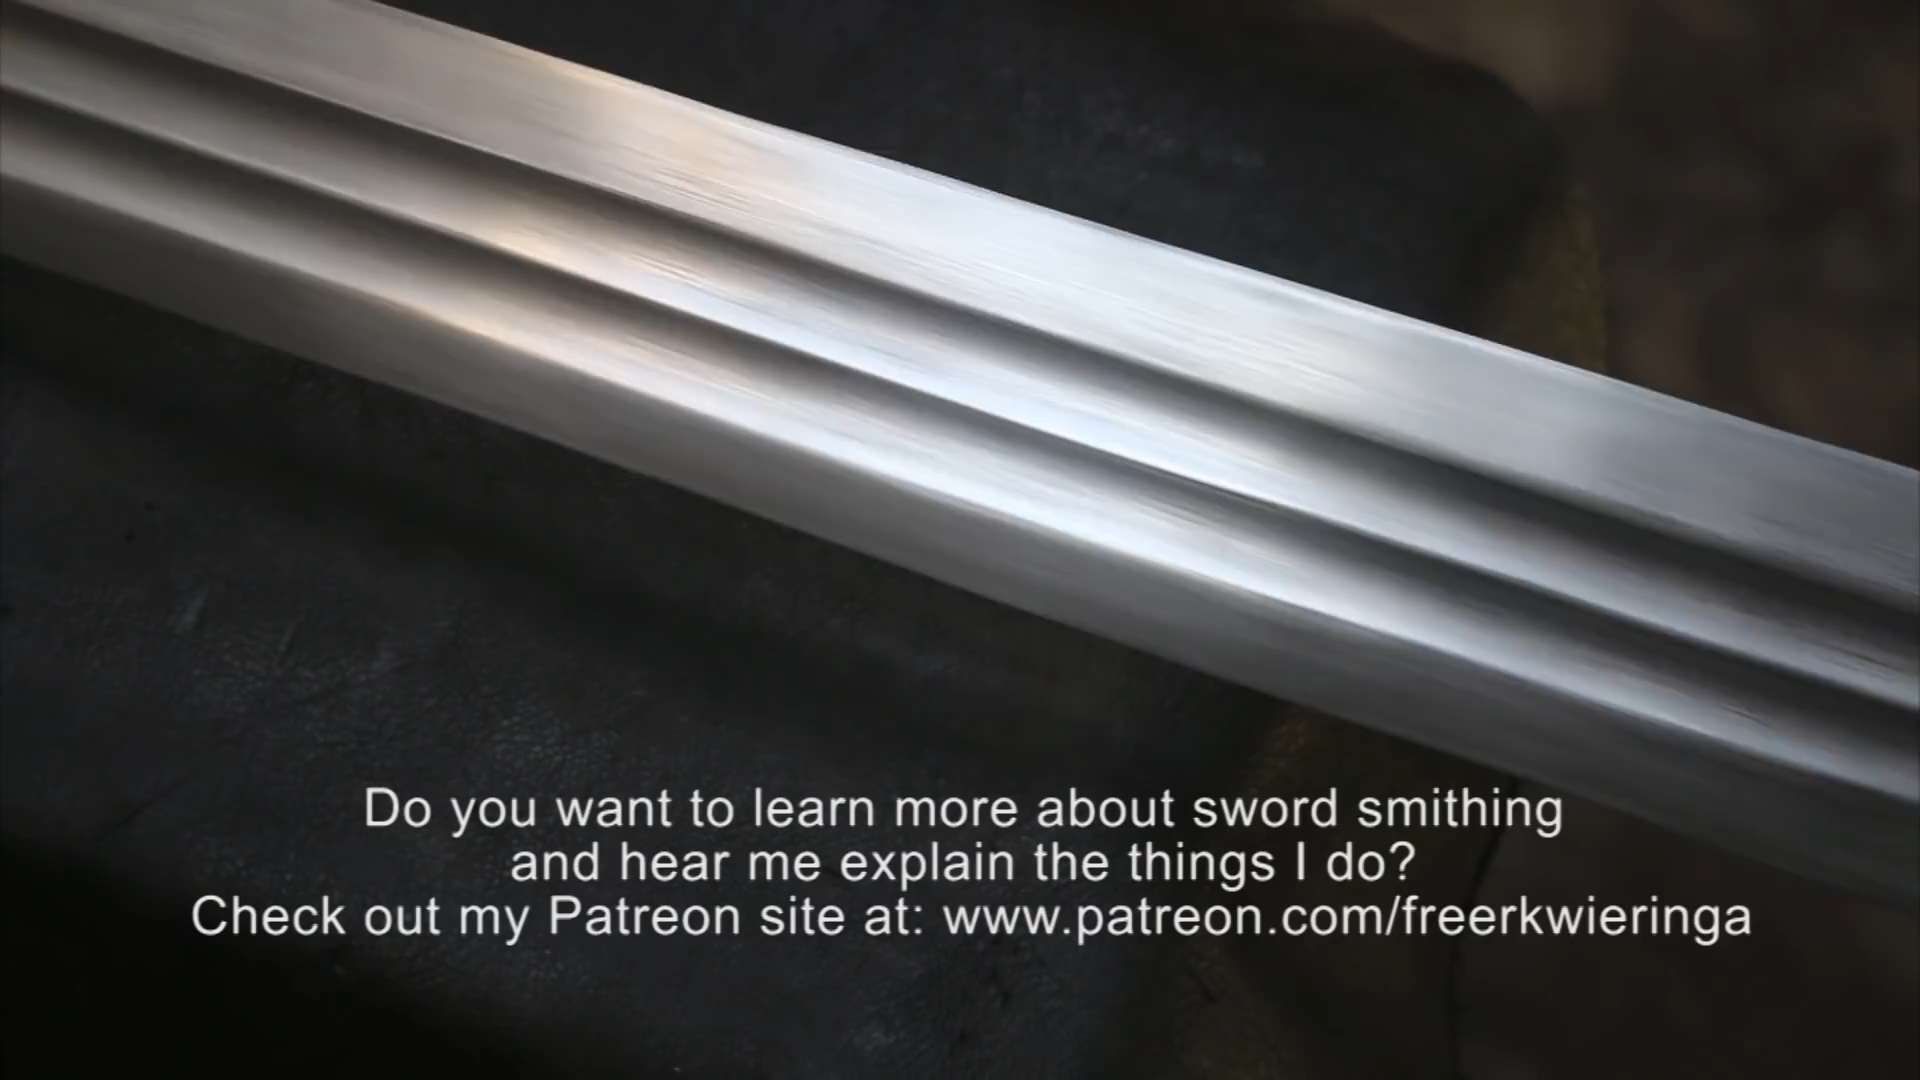 Do you want to learn more about sword smithing
and hear me explain the things I do?
Check out my Patreon site at: www.patreon.com/freerkwieringa